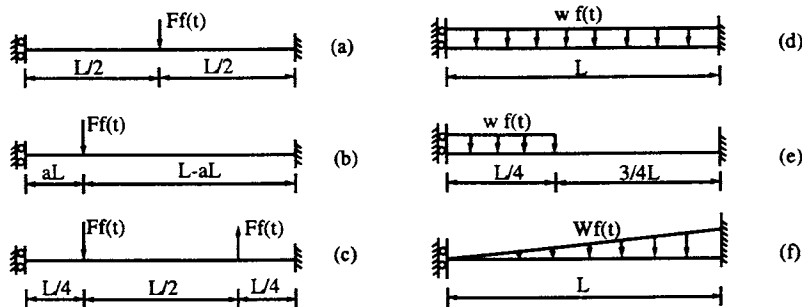 Ff(t)
(a)
L/2 L/2
Ff(t)
(b)
aL L-aL
Ff(t) Ff(t)
(c)
L/4 L/2 L/4
w f(t)
(d)
L
w f(t)
(e)
L/4 3/4L
Wf(t)
(f)
L